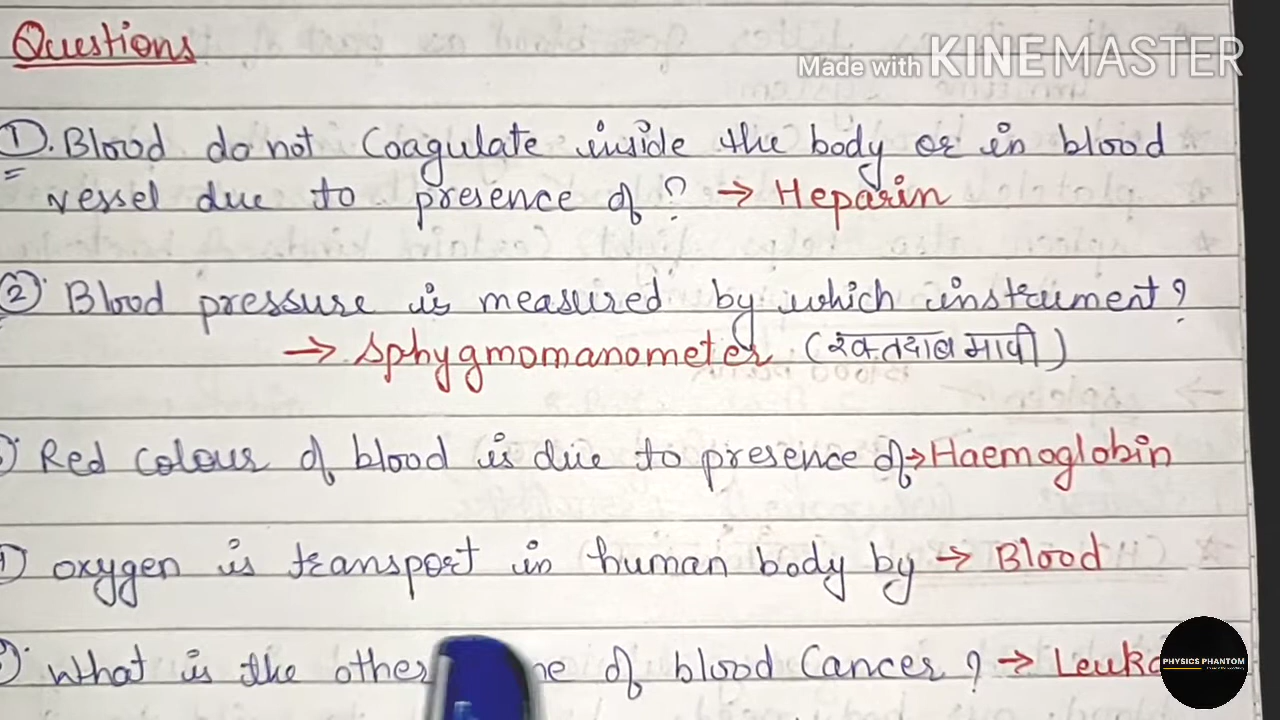 Questions
Made with KINEMASTER
①. Blood do not Coagulate inside the body or in blood
vessel due to presence of? → Heparin
②. Blood pressure is measured by which instrument?
→ Sphygmomanometer (रक्तदाब मापी)
Red colour of blood is due to presence of → Haemoglobin
oxygen is transport in human body by → Blood
What is the other of blood Cancer? →
PHYSICS PHANTOM